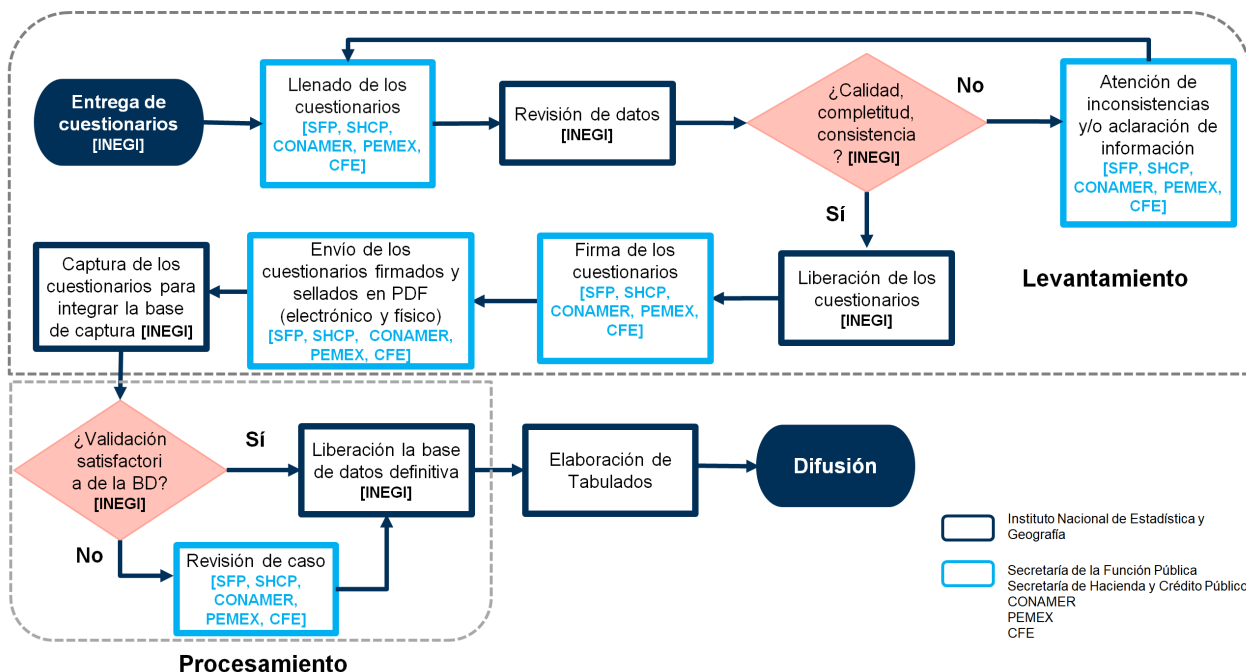 Entrega de
cuestionarios
[INEGI]
Llenado de los
cuestionarios
[SFP, SHCP,
CONAMER, PEMEX,
CFE]
Revisión de datos
[INEGI]
¿Calidad,
completitud,
consistencia
? [INEGI]
No
Atención de
inconsistencias
y/o aclaración de
información
[SFP, SHCP,
CONAMER, PEMEX,
CFE]
Sí
Captura de los
cuestionarios para
integrar la base
de captura [INEGI]
Envío de los
cuestionarios firmados y
sellados en PDF
(electrónico y físico)
[SFP, SHCP, CONAMER,
PEMEX, CFE]
Firma de los
cuestionarios
[SFP, SHCP,
CONAMER, PEMEX,
CFE]
Liberación de los
cuestionarios
[INEGI]
Levantamiento
¿Validación
satisfactori
a de la BD?
[INEGI]
Sí
Liberación la base
de datos definitiva
[INEGI]
Elaboración de
Tabulados
Difusión
No
Revisión de caso
[SFP, SHCP,
CONAMER,
PEMEX, CFE]
Procesamiento
Instituto Nacional de Estadística y
Geografía
Secretaría de la Función Pública
Secretaría de Hacienda y Crédito Público
CONAMER
PEMEX
CFE